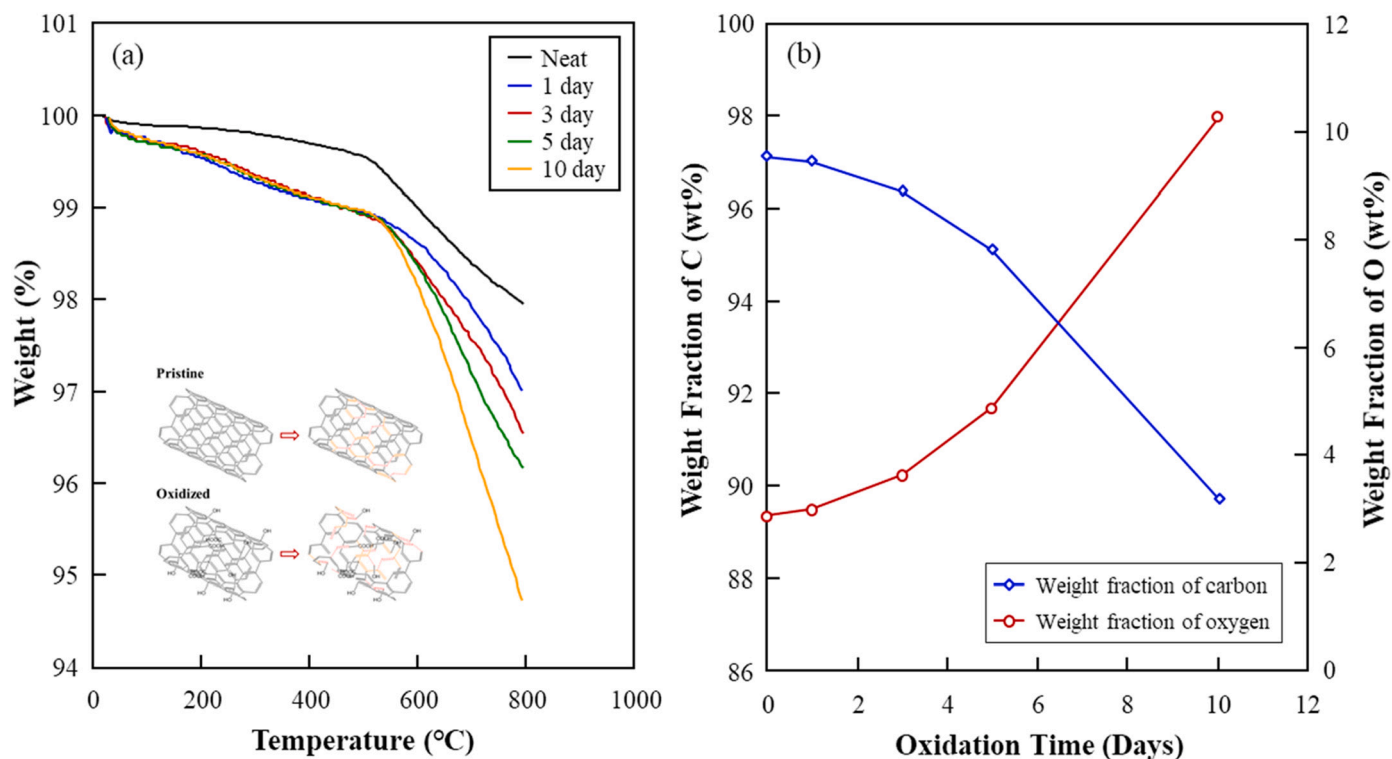 (a)
Neat
1 day
3 day
5 day
10 day
101
100
99
98
97
96
95
94
Weight (%)
Pristine
Oxidized
0 200 400 600 800 1000
Temperature (°C)
(b)
100
98
96
94
92
90
88
86
Weight Fraction of C (wt%)
12
10
8
6
4
2
0
Weight Fraction of O (wt%)
Weight fraction of carbon
Weight fraction of oxygen
0 2 4 6 8 10 12
Oxidation Time (Days)